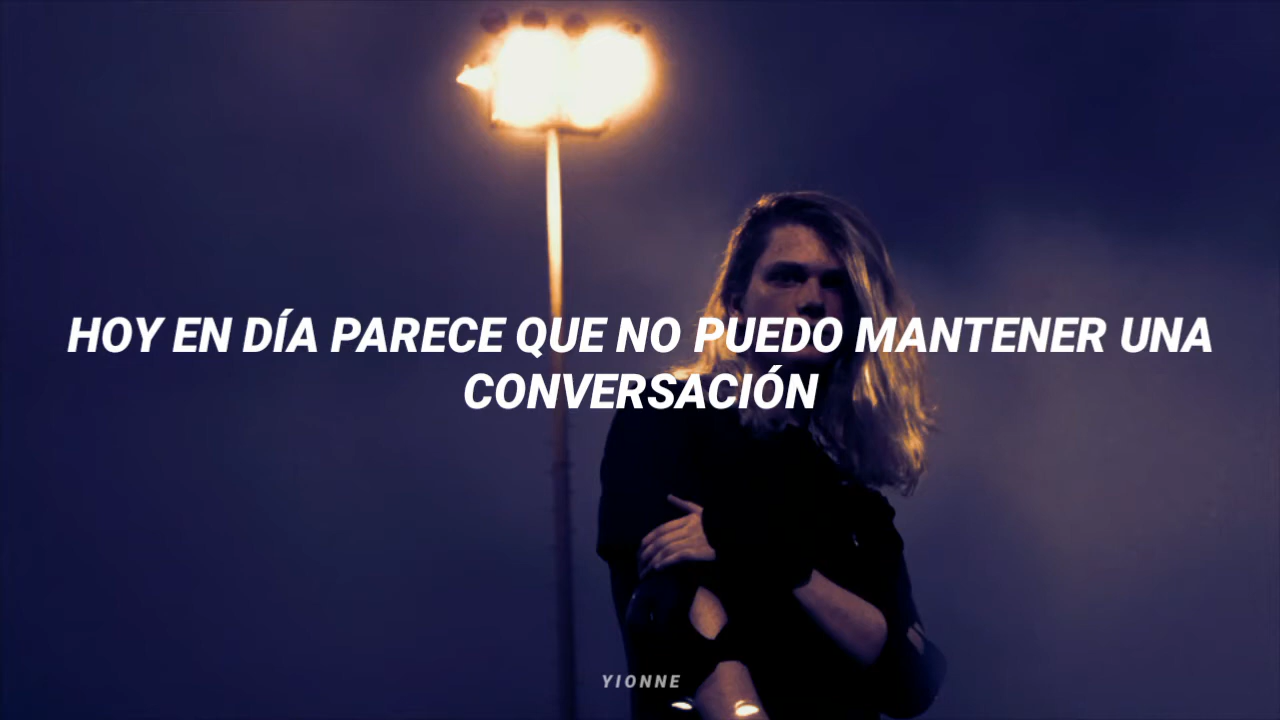 HOY EN DÍA PARECE QUE NO PUEDO MANTENER UNA
CONVERSACIÓN
YIONNE